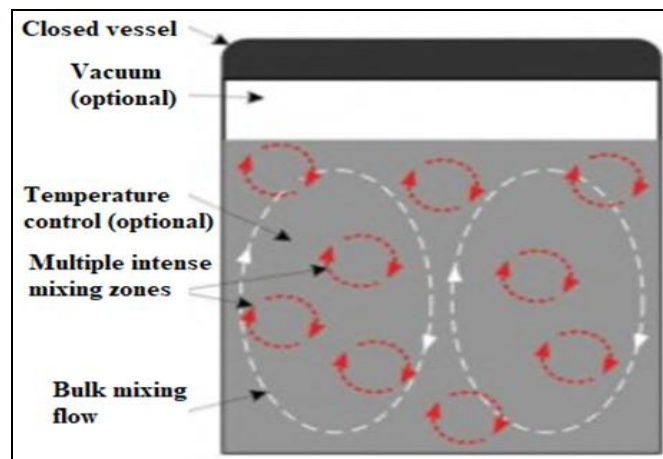 Closed vessel
Vacuum
(optional)
Temperature
control (optional)
Multiple intense
mixing zones
Bulk mixing
flow